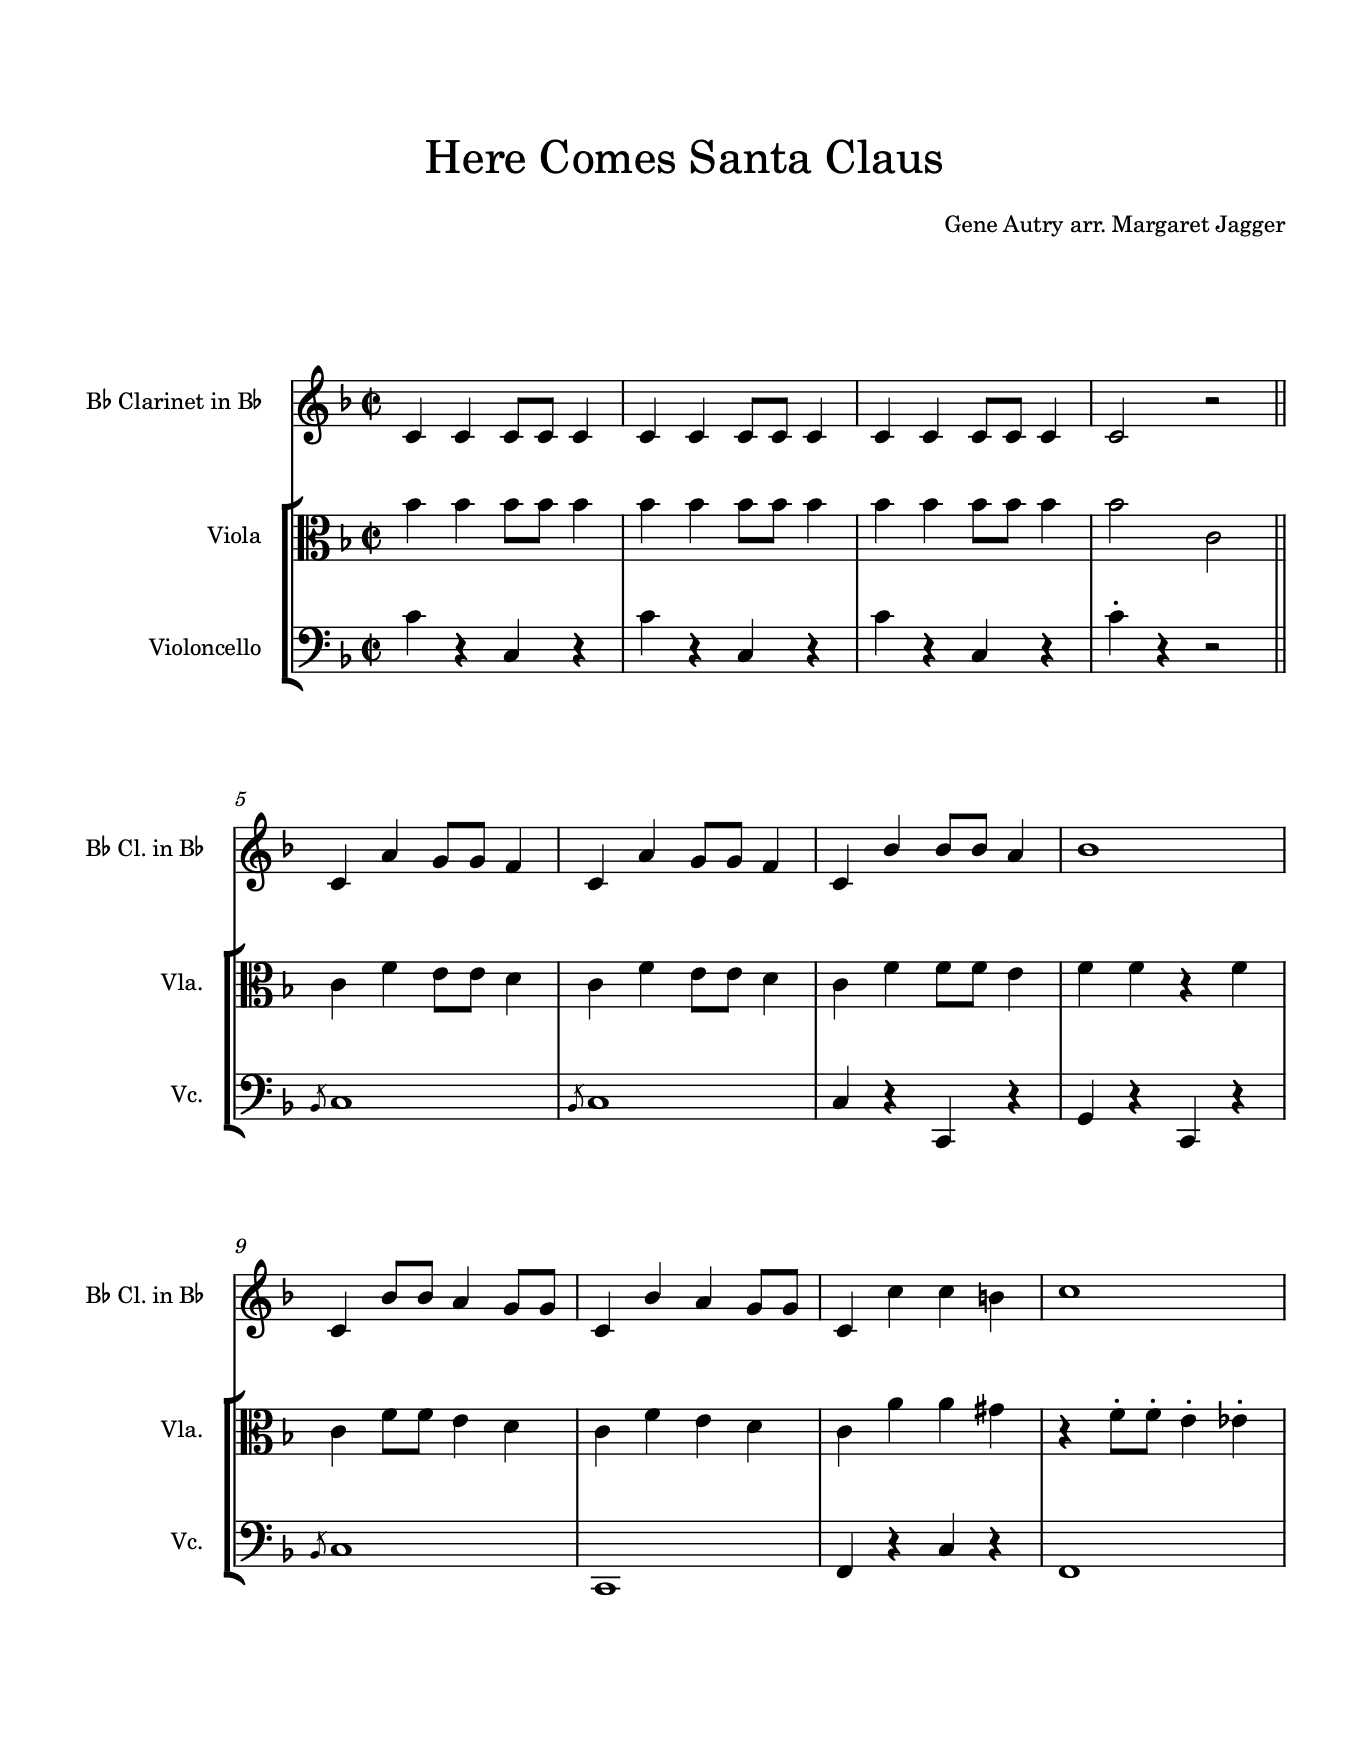 Here Comes Santa Claus
Gene Autry arr. Margaret Jagger
B♭ Clarinet in B♭
Viola
Violoncello
5
B♭ Cl. in B♭
Vla.
Vc.
9
B♭ Cl. in B♭
Vla.
Vc.